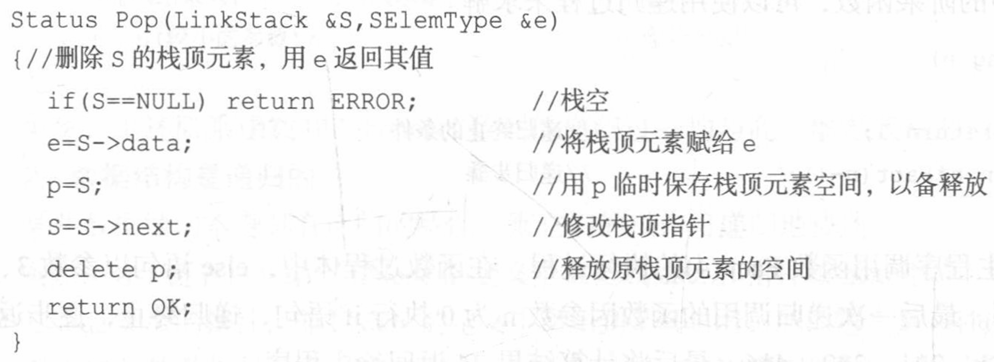 Status Pop(LinkStack &S,SElemType &e)
{//删除 S 的栈顶元素，用 e 返回其值
if(S==NULL) return ERROR; //栈空
e=S->data; //将栈顶元素赋给 e
p=S; //用 p 临时保存栈顶元素空间，以备释放
S=S->next; //修改栈顶指针
delete p; //释放原栈顶元素的空间
return OK;
}